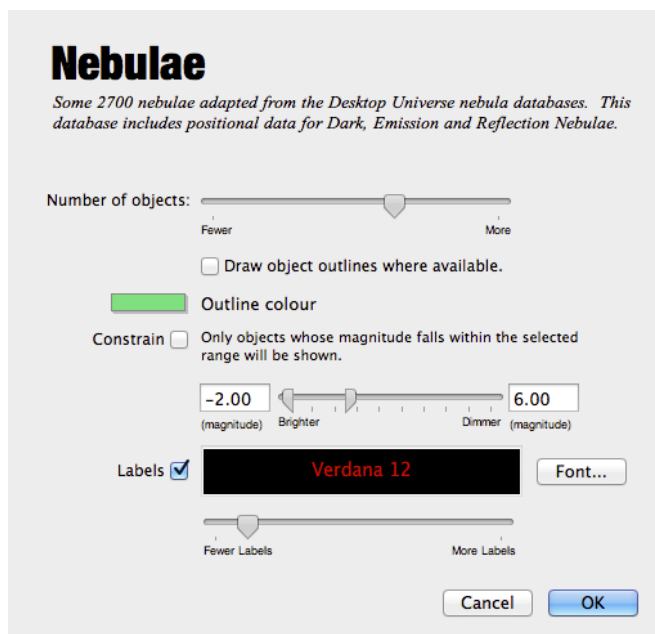 Nebulae
Some 2700 nebulae adapted from the Desktop Universe nebula databases.  This
database includes positional data for Dark, Emission and Reflection Nebulae.
Number of objects:
Fewer More
Draw object outlines where available.
Outline colour
Constrain Only objects whose magnitude falls within the selected
range will be shown.
-2.00 6.00
(magnitude) Brighter Dimmer (magnitude)
Labels Verdana 12 Font...
Fewer Labels More Labels
Cancel OK